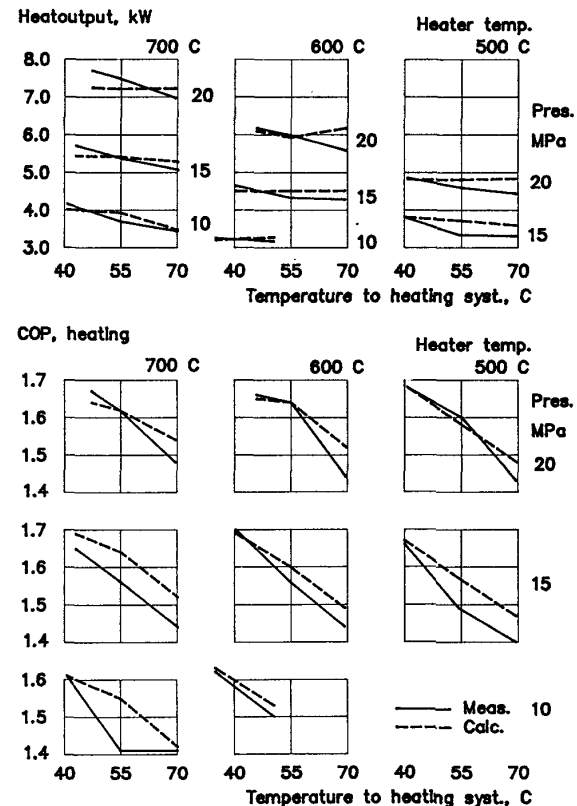 Heatoutput, kW
Heater temp.
700 C 600 C 500 C
8.0
7.0 20 Pres.
6.0 20 MPa
5.0 15 20
15
4.0 10 15
3.0 10
40 55 70 40 55 70 40 55 70
Temperature to heating syst., C
COP, heating
Heater temp.
700 C 600 C 500 C
1.7 Pres.
1.6 MPa
1.5 20
1.4
1.7
1.6 15
1.5
1.4
1.6 Meas. 10
1.5 Calc.
1.4
40 55 70 40 55 70
Temperature to heating syst., C